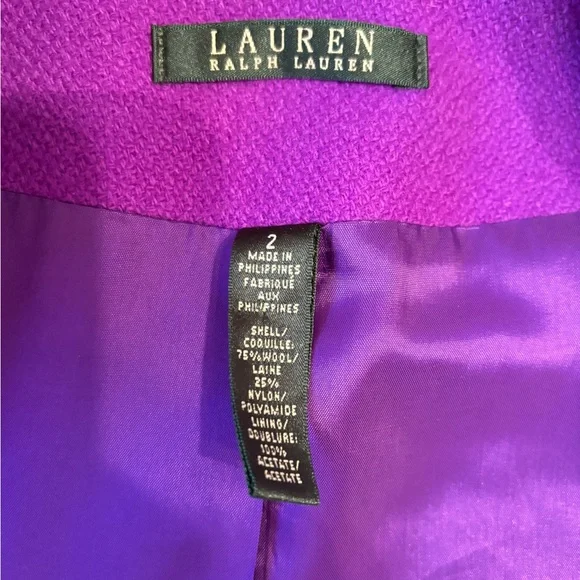 LAUREN
RALPH LAUREN
2
MADE IN
PHILIPPINES
FABRIQUÉ
AUX
PHILIPPINES
SHELL/
COQUILLE:
75%WOOL/
LAINE
25%
NYLON/
POLYAMIDE
LINING/
DOUBLURE:
100%
ACETATE/
ACETATE